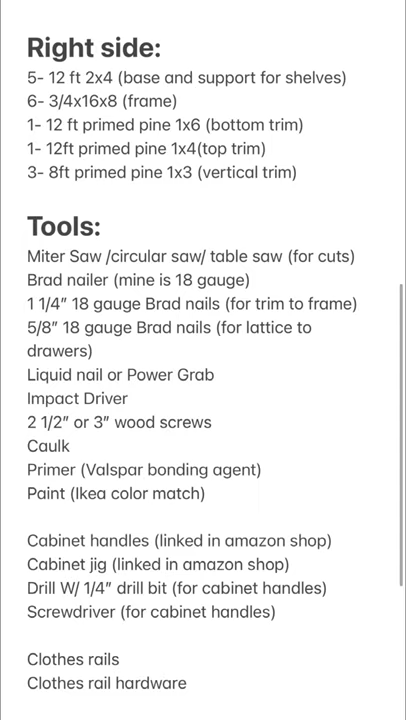 Right side:
5- 12 ft 2x4 (base and support for shelves)
6- 3/4x16x8 (frame)
1- 12 ft primed pine 1x6 (bottom trim)
1- 12ft primed pine 1x4(top trim)
3- 8ft primed pine 1x3 (vertical trim)
Tools:
Miter Saw /circular saw/ table saw (for cuts)
Brad nailer (mine is 18 gauge)
1 1/4” 18 gauge Brad nails (for trim to frame)
5/8” 18 gauge Brad nails (for lattice to
drawers)
Liquid nail or Power Grab
Impact Driver
2 1/2” or 3” wood screws
Caulk
Primer (Valspar bonding agent)
Paint (Ikea color match)
Cabinet handles (linked in amazon shop)
Cabinet jig (linked in amazon shop)
Drill W/ 1/4” drill bit (for cabinet handles)
Screwdriver (for cabinet handles)
Clothes rails
Clothes rail hardware